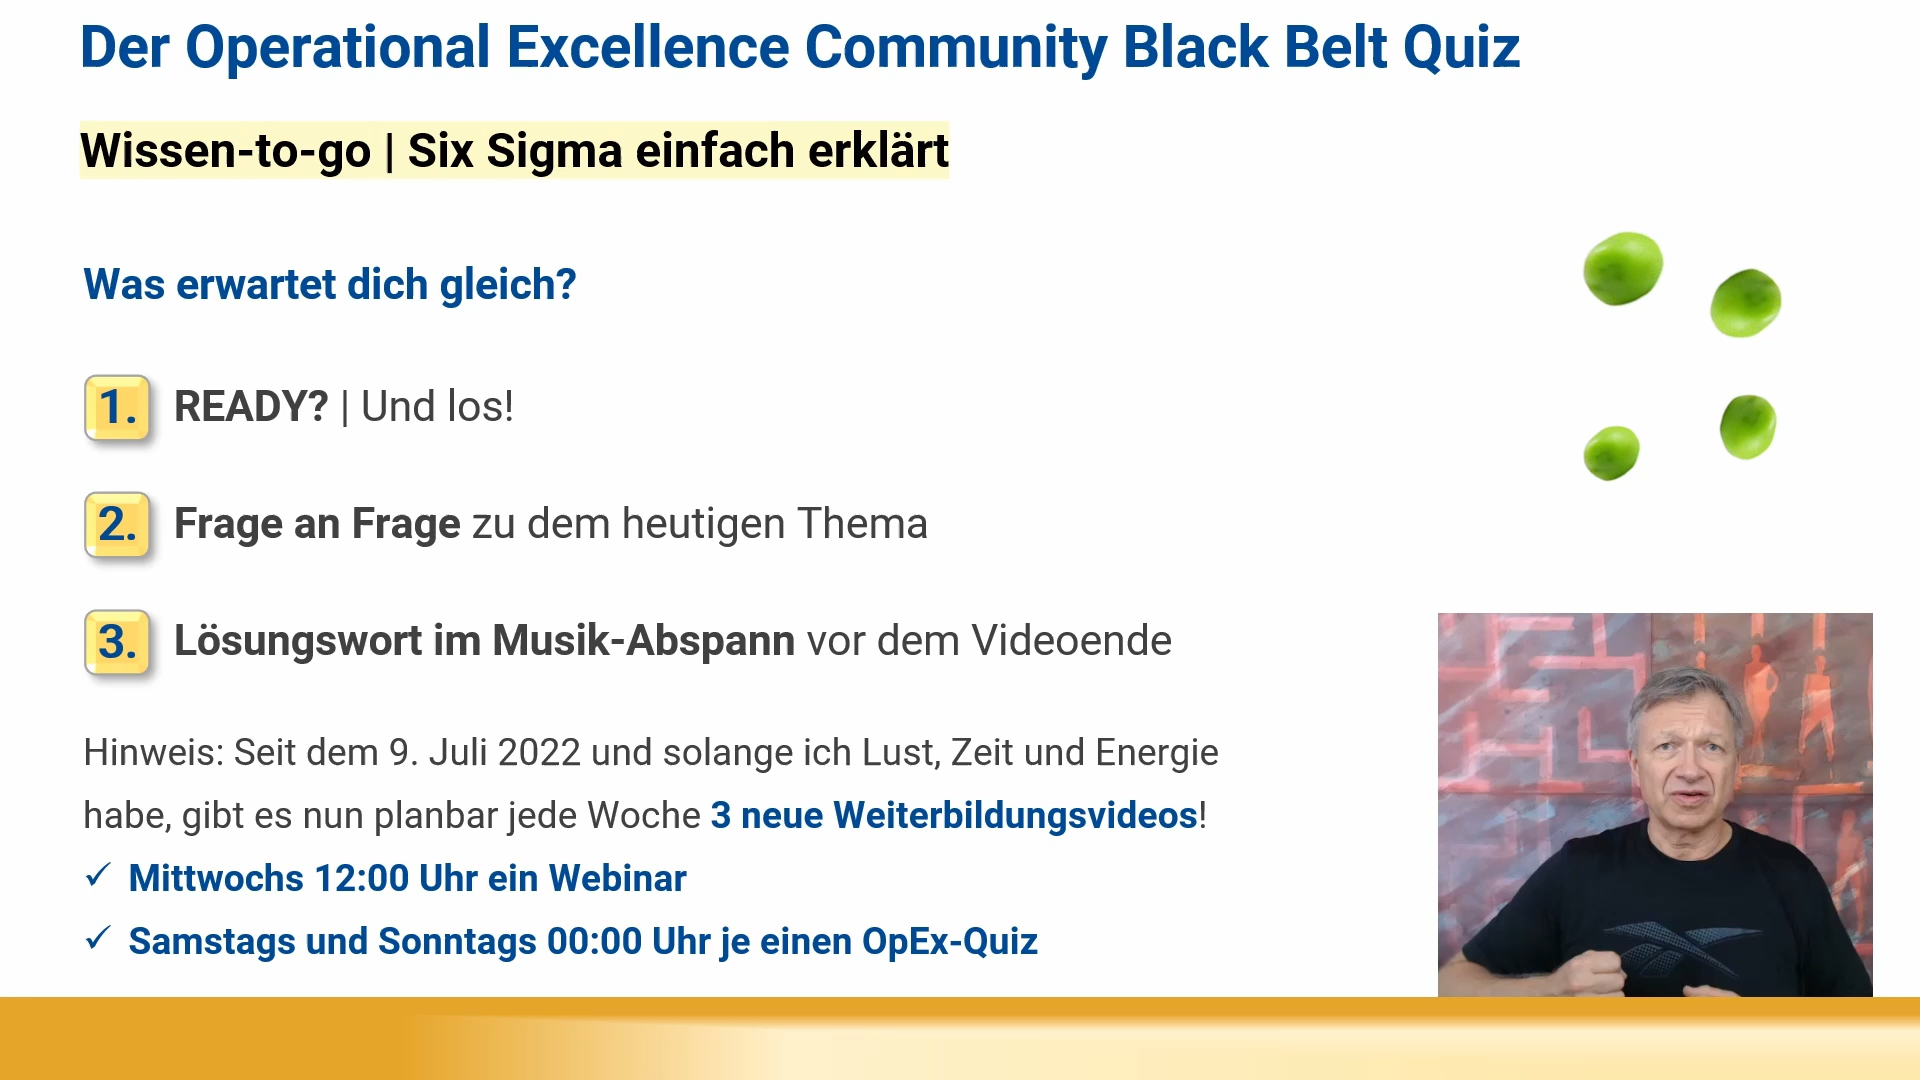 Der Operational Excellence Community Black Belt Quiz
Wissen-to-go | Six Sigma einfach erklärt
Was erwartet dich gleich?
1. READY? | Und los!
2. Frage an Frage zu dem heutigen Thema
3. Lösungswort im Musik-Abspann vor dem Videoende
Hinweis: Seit dem 9. Juli 2022 und solange ich Lust, Zeit und Energie
habe, gibt es nun planbar jede Woche 3 neue Weiterbildungsvideos!
✓ Mittwochs 12:00 Uhr ein Webinar
✓ Samstags und Sonntags 00:00 Uhr je einen OpEx-Quiz